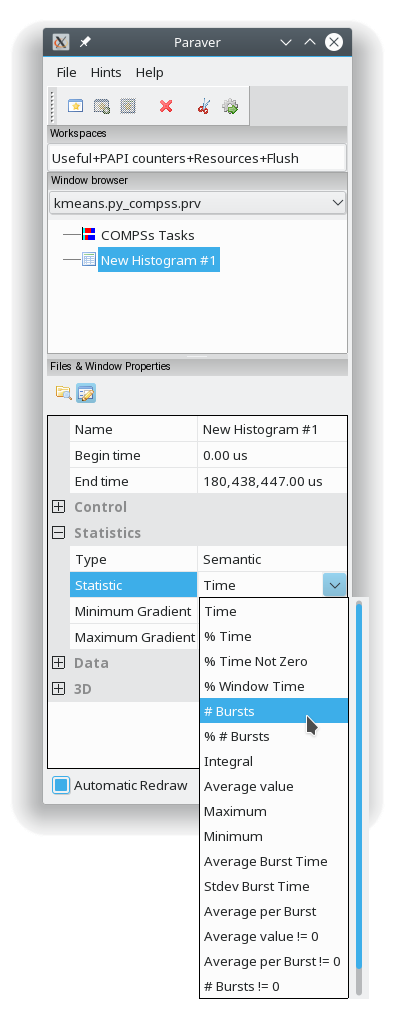 Paraver
File Hints Help
Workspaces
Useful+PAPI counters+Resources+Flush
Window browser
kmeans.py_compss.prv
COMPSs Tasks
New Histogram #1
Files & Window Properties
Name New Histogram #1
Begin time 0.00 us
End time 180,438,447.00 us
Control
Statistics
Type Semantic
Statistic Time
Minimum Gradient Time
Maximum Gradient % Time
Data % Time Not Zero
3D % Window Time
# Bursts
% # Bursts
Integral
Automatic Redraw Average value
Maximum
Minimum
Average Burst Time
Stdev Burst Time
Average per Burst
Average value != 0
Average per Burst != 0
# Bursts != 0